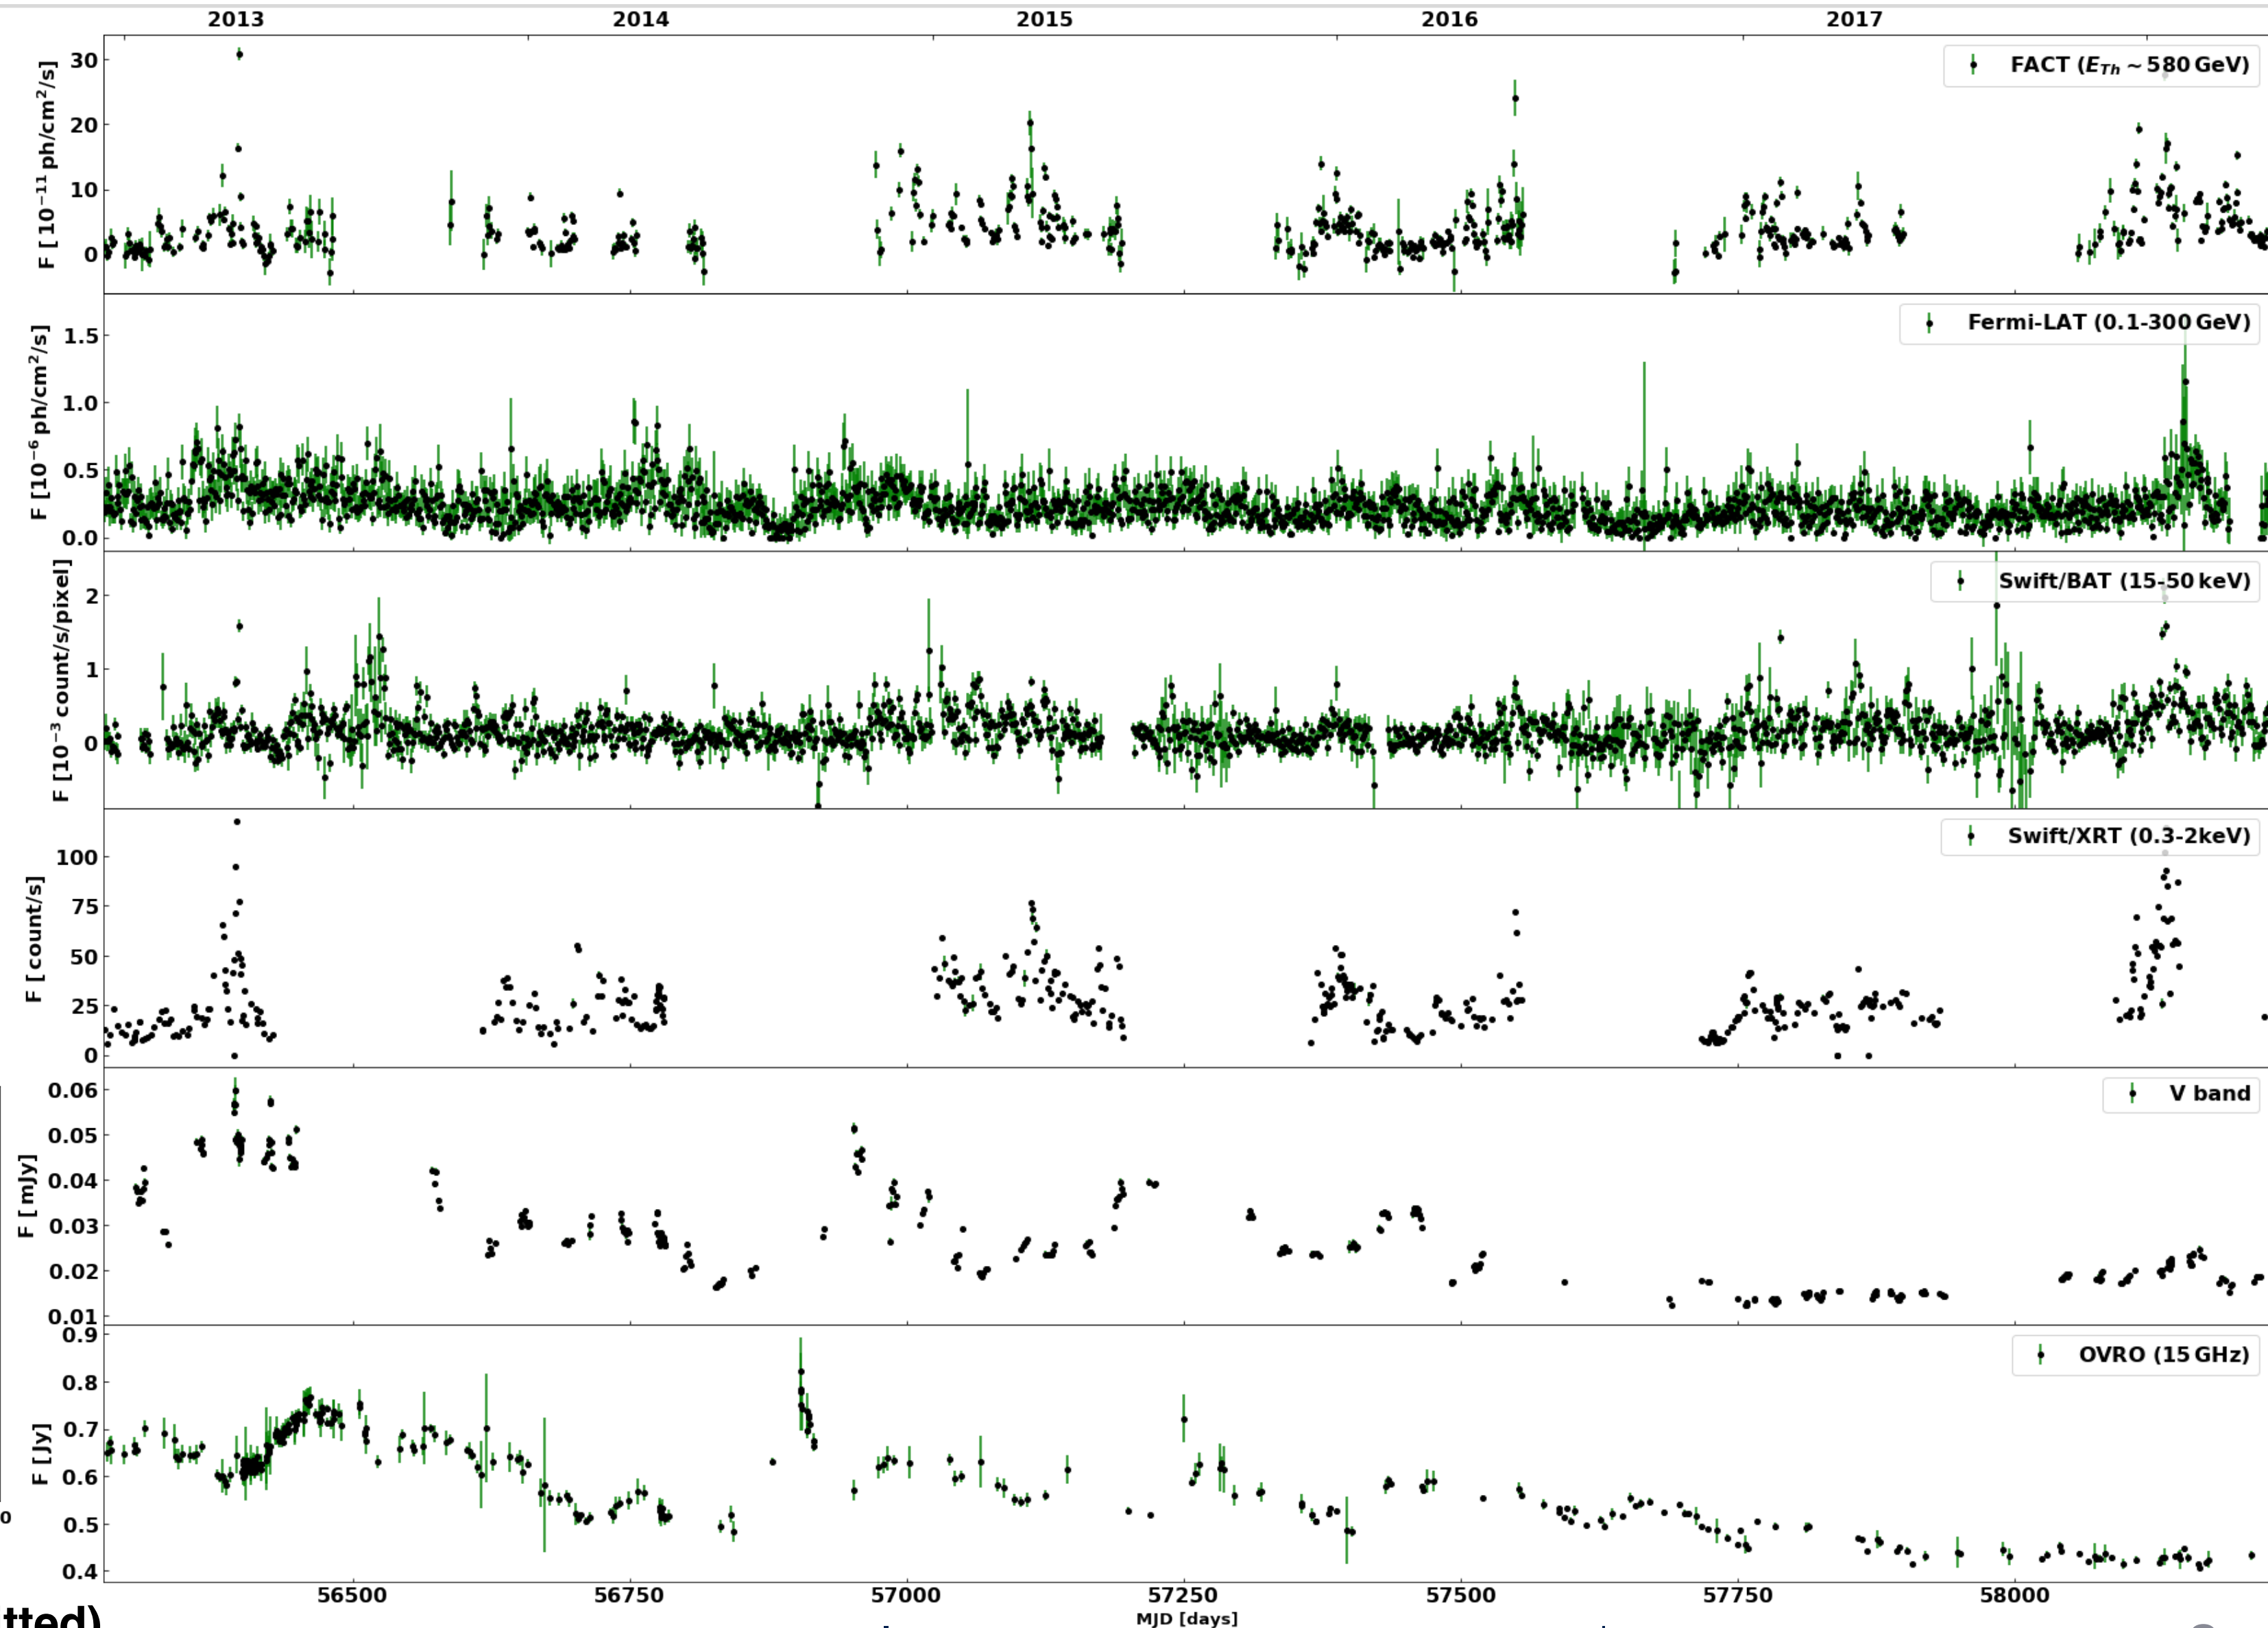 2013 2014 2015 2016 2017
FACT (E_Th ~ 580 GeV)
F [10⁻¹¹ ph/cm²/s]
30
20
10
0
Fermi-LAT (0.1-300 GeV)
F [10⁻⁶ ph/cm²/s]
1.5
1.0
0.5
0.0
Swift/BAT (15-50 keV)
F [10⁻³ count/s/pixel]
2
1
0
Swift/XRT (0.3-2keV)
F [count/s]
100
75
50
25
0
V band
F [mJy]
0.06
0.05
0.04
0.03
0.02
0.01
OVRO (15 GHz)
F [Jy]
0.9
0.8
0.7
0.6
0.5
0.4
0
56500 56750 57000 57250 57500 57750 58000
MJD [days]
tted)